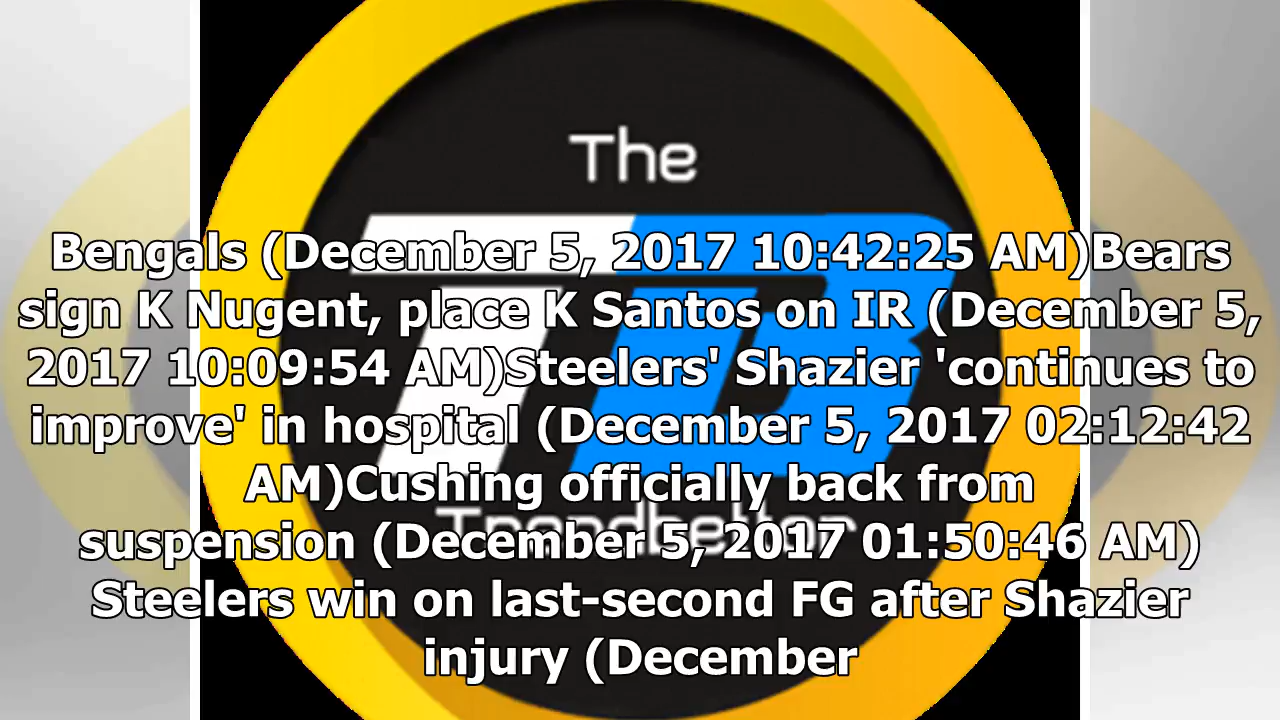 The
TB
Bengals (December 5, 2017 10:42:25 AM)Bears
sign K Nugent, place K Santos on IR (December 5,
2017 10:09:54 AM)Steelers' Shazier 'continues to
improve' in hospital (December 5, 2017 02:12:42
AM)Cushing officially back from
Trendbettor
suspension (December 5, 2017 01:50:46 AM)
Steelers win on last-second FG after Shazier
injury (December